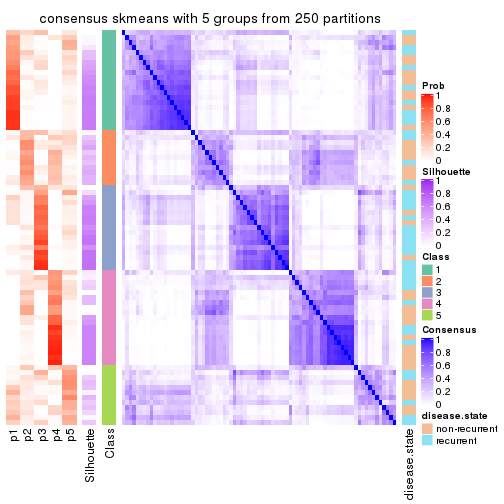 consensus skmeans with 5 groups from 250 partitions
Prob
1
0.8
0.6
0.4
0.2
0
Silhouette
1
0.8
0.6
0.4
0.2
0
Class
1
2
3
4
5
Consensus
1
0.8
0.6
0.4
0.2
0
disease.state
non-recurrent
recurrent
p1
p2
p3
p4
p5
Silhouette
Class
disease.state